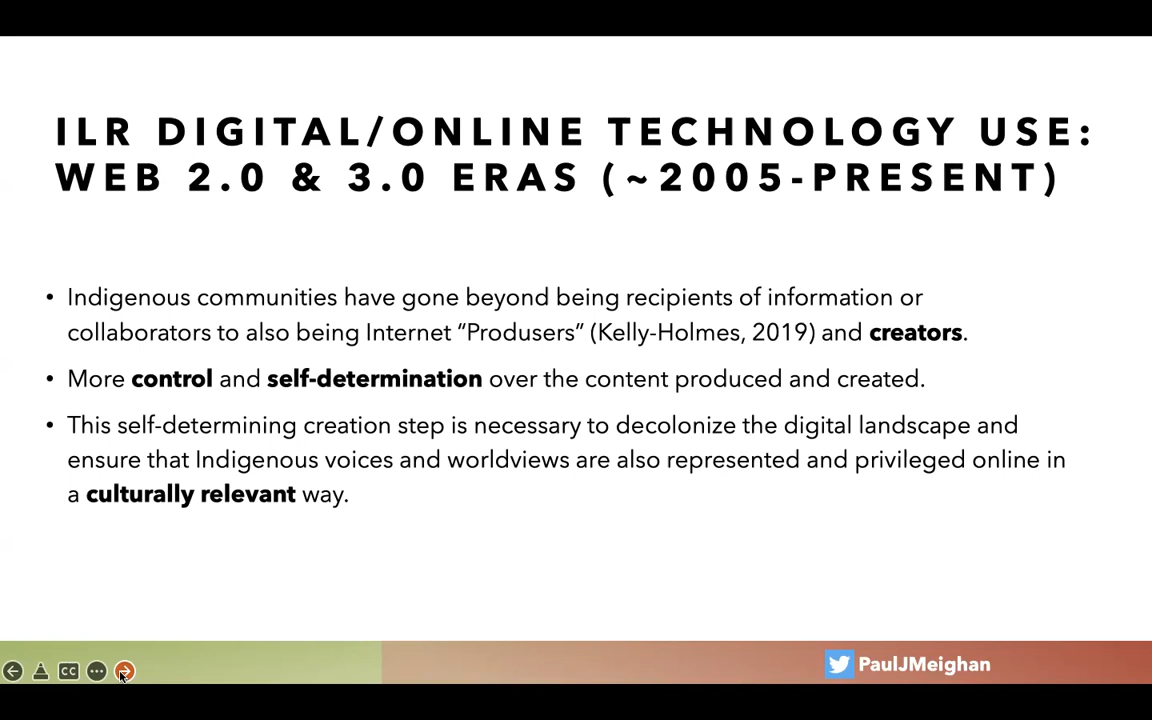 ILR DIGITAL/ONLINE TECHNOLOGY USE:
WEB 2.0 & 3.0 ERAS (~2005-PRESENT)
• Indigenous communities have gone beyond being recipients of information or
collaborators to also being Internet “Produsers” (Kelly-Holmes, 2019) and creators.
• More control and self-determination over the content produced and created.
• This self-determining creation step is necessary to decolonize the digital landscape and
ensure that Indigenous voices and worldviews are also represented and privileged online in
a culturally relevant way.
CC
PaulJMeighan